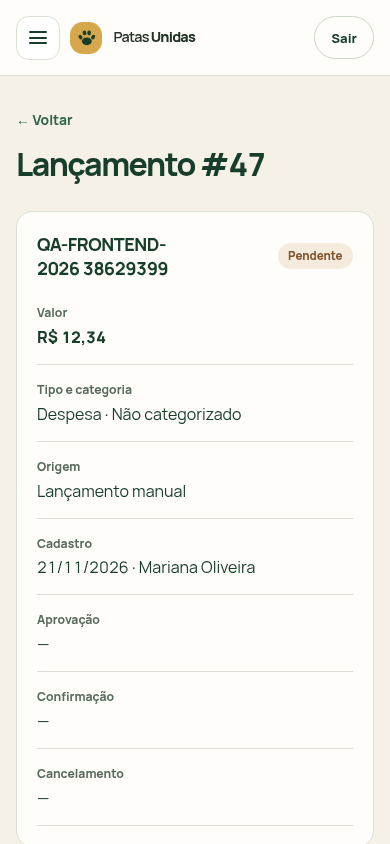 Patas Unidas
Sair
← Voltar
Lançamento #47
QA-FRONTEND-
2026 38629399
Pendente
Valor
R$ 12,34
Tipo e categoria
Despesa · Não categorizado
Origem
Lançamento manual
Cadastro
21/11/2026 · Mariana Oliveira
Aprovação
—
Confirmação
—
Cancelamento
—